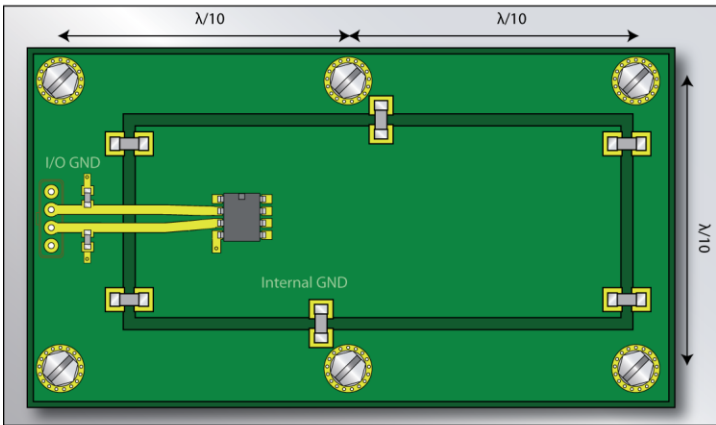 λ/10
λ/10
I/O GND
λ/10
Internal GND